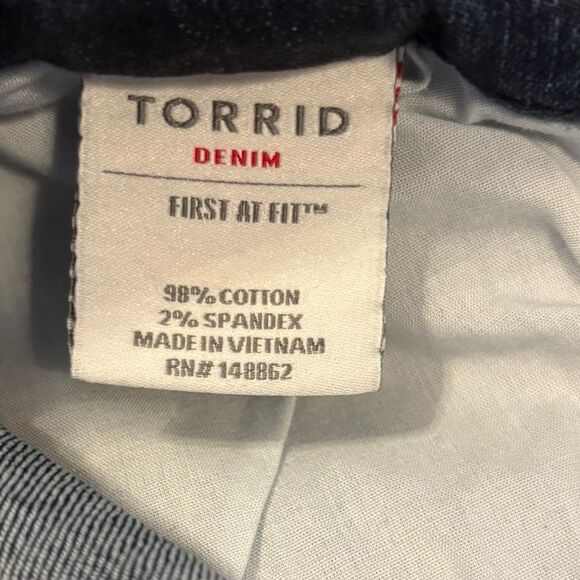 TORRID
DENIM
FIRST AT FIT™
98% COTTON
2% SPANDEX
MADE IN VIETNAM
RN# 148862